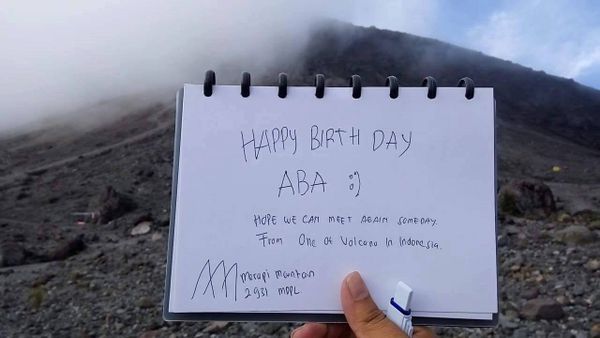 HAPPY BIRTH DAY
ABA :)
HOPE WE CAN MEET AGAIN SOMEDAY.
From One of Volcano In Indonesia.
merapi mountain
2931 MDPL